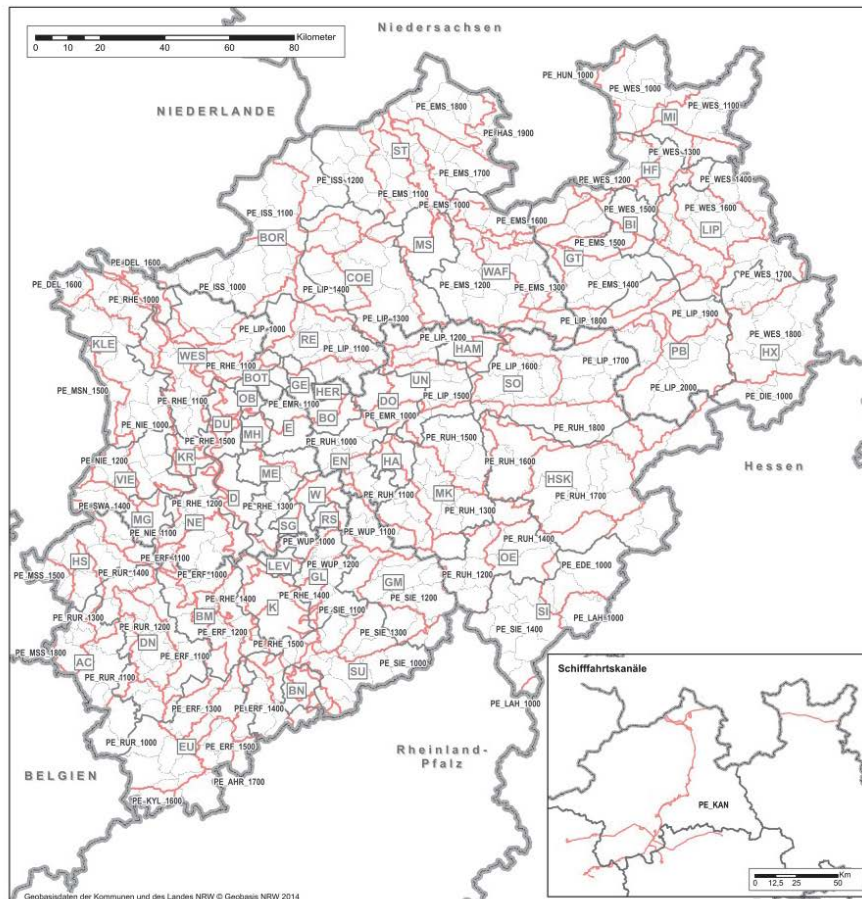 Kilometer
0 20 40 60 80
Niedersachsen
NIEDERLANDE
PE_HUN_1000
PE_WES_1000
PE_WES_1100
MI
PE_EMS_1800
PE_HAS_1900
ST
PE_WES_1300
HF
PE_EMS_1700
PE_ISS_1200
PE_WES_1200
PE_WES_1400
PE_EMS_1100
PE_EMS_1000
PE_WES_1500
PE_WES_1600
PE_ISS_1100
PE_EMS_1600
BI
LIP
BOR
MS
PE_EMS_1500
GT
PE_DEL_1600
COE
WAF
PE_WES_1700
PE_DEL_1600
PE_RHE_1000
PE_ISS_1000
PE_LIP_1400
PE_EMS_1200
PE_EMS_1300
PE_EMS_1400
PE_LIP_1300
PE_LIP_1800
PE_LIP_1900
PE_LIP_1000
PE_WES_1800
KLE
RE
PE_LIP_1200
WES
PE_LIP_1100
HAM
PB
HX
PE_RHE_1100
PE_LIP_1600
PE_LIP_1700
BOT
GE
UN
SO
PE_MSN_1500
OB
HER
PE_LIP_1500
PE_LIP_2000
PE_DIE_1000
PE_RHE_1100
PE_EMR_1100
DO
DU
BO
PE_EMR_1000
PE_NIE_1000
E
PE_RUH_1800
PE_RHE_1500
MH
PE_RUH_1000
PE_RUH_1500
PE_NIE_1200
KR
EN
HA
PE_RUH_1600
Hessen
VIE
ME
HSK
PE_SWA_1400
PE_RHE_1200
D
W
PE_RUH_1100
MK
PE_RUH_1700
MG
NE
PE_RHE_1300
SG
RS
PE_RUH_1300
PE_NIE_1100
PE_WUP_1000
PE_WUP_1100
PE_RUH_1400
HS
PE_ERF_1100
OE
PE_MSS_1500
PE_RUR_1400
PE_ERF_1000
LEV
PE_WUP_1200
PE_EDE_1000
GL
GM
PE_RUH_1200
PE_RHE_1400
PE_RHE_1400
PE_SIE_1200
PE_RUR_1300
BM
K
PE_SIE_1100
SI
PE_LAH_1000
PE_RUR_1200
PE_ERF_1200
PE_SIE_1300
PE_SIE_1400
DN
PE_RHE_1500
PE_MSS_1800
AC
PE_ERF_1100
PE_SIE_1000
PE_RUR_1100
SU
BN
PE_LAH_1000
PE_ERF_1300
PE_ERF_1400
PE_RUR_1000
EU
PE_ERF_1500
Rheinland-
Pfalz
BELGIEN
PE_AHR_1700
PE_KYL_1600
Schifffahrtskanäle
PE_KAN
Km
0 12,5 25 50
Geobasisdaten der Kommunen und des Landes NRW © Geobasis NRW 2014